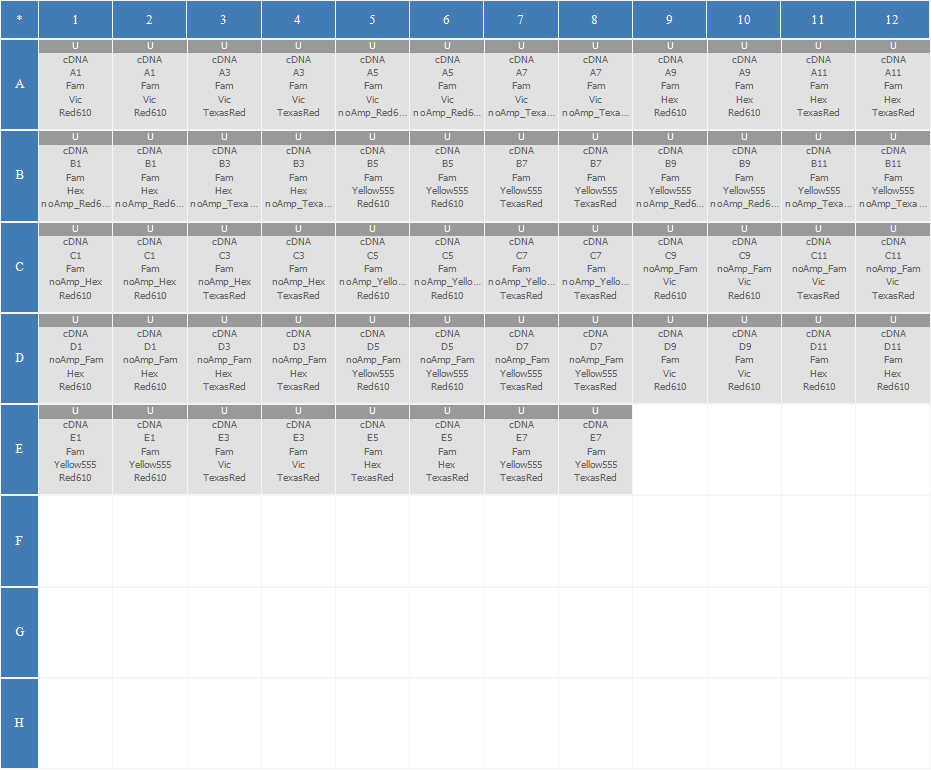 * 1 2 3 4 5 6 7 8 9 10 11 12
U U U U U U U U U U U U
cDNA cDNA cDNA cDNA cDNA cDNA cDNA cDNA cDNA cDNA cDNA cDNA
A A1 A1 A3 A3 A5 A5 A7 A7 A9 A9 A11 A11
Fam Fam Fam Fam Fam Fam Fam Fam Fam Fam Fam Fam
Vic Vic Vic Vic Vic Vic Vic Vic Hex Hex Hex Hex
Red610 Red610 TexasRed TexasRed noAmp_Red6... noAmp_Red6... noAmp_Texa... noAmp_Texa... Red610 Red610 TexasRed TexasRed
U U U U U U U U U U U U
cDNA cDNA cDNA cDNA cDNA cDNA cDNA cDNA cDNA cDNA cDNA cDNA
B B1 B1 B3 B3 B5 B5 B7 B7 B9 B9 B11 B11
Fam Fam Fam Fam Fam Fam Fam Fam Fam Fam Fam Fam
Hex Hex Hex Hex Yellow555 Yellow555 Yellow555 Yellow555 Yellow555 Yellow555 Yellow555 Yellow555
noAmp_Red6... noAmp_Red6... noAmp_Texa... noAmp_Texa... Red610 Red610 TexasRed TexasRed noAmp_Red6... noAmp_Red6... noAmp_Texa... noAmp_Texa...
U U U U U U U U U U U U
cDNA cDNA cDNA cDNA cDNA cDNA cDNA cDNA cDNA cDNA cDNA cDNA
C C1 C1 C3 C3 C5 C5 C7 C7 C9 C9 C11 C11
Fam Fam Fam Fam Fam Fam Fam Fam noAmp_Fam noAmp_Fam noAmp_Fam noAmp_Fam
noAmp_Hex noAmp_Hex noAmp_Hex noAmp_Hex noAmp_Yello... noAmp_Yello... noAmp_Yello... noAmp_Yello... Vic Vic Vic Vic
Red610 Red610 TexasRed TexasRed Red610 Red610 TexasRed TexasRed Red610 Red610 TexasRed TexasRed
U U U U U U U U U U U U
cDNA cDNA cDNA cDNA cDNA cDNA cDNA cDNA cDNA cDNA cDNA cDNA
D D1 D1 D3 D3 D5 D5 D7 D7 D9 D9 D11 D11
noAmp_Fam noAmp_Fam noAmp_Fam noAmp_Fam noAmp_Fam noAmp_Fam noAmp_Fam noAmp_Fam Fam Fam Fam Fam
Hex Hex Hex Hex Yellow555 Yellow555 Yellow555 Yellow555 Vic Vic Hex Hex
Red610 Red610 TexasRed TexasRed Red610 Red610 TexasRed TexasRed Red610 Red610 Red610 Red610
U U U U U U U U
cDNA cDNA cDNA cDNA cDNA cDNA cDNA cDNA
E E1 E1 E3 E3 E5 E5 E7 E7
Fam Fam Fam Fam Fam Fam Fam Fam
Yellow555 Yellow555 Vic Vic Hex Hex Yellow555 Yellow555
Red610 Red610 TexasRed TexasRed TexasRed TexasRed TexasRed TexasRed
F
G
H